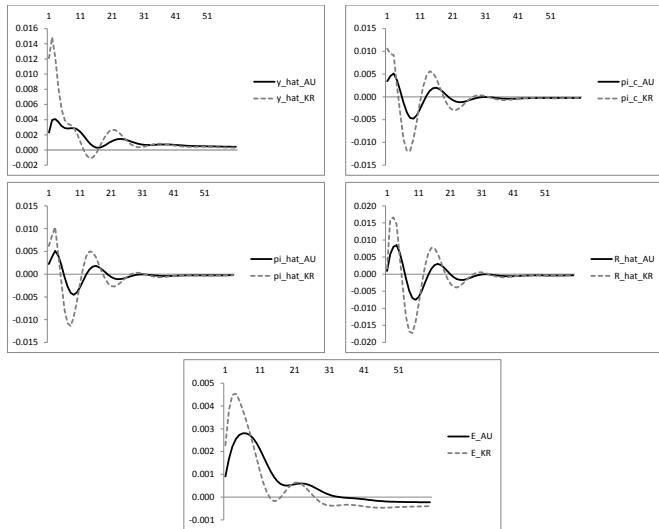 1 11 21 31 41 51
0.016
0.014
0.012
0.010
0.008
0.006
0.004
0.002
0.000
-0.002
y_hat_AU
y_hat_KR
1 11 21 31 41 51
0.015
0.010
0.005
0.000
-0.005
-0.010
-0.015
pi_c_AU
pi_c_KR
1 11 21 31 41 51
0.015
0.010
0.005
0.000
-0.005
-0.010
-0.015
pi_hat_AU
pi_hat_KR
1 11 21 31 41 51
0.020
0.015
0.010
0.005
0.000
-0.005
-0.010
-0.015
-0.020
R_hat_AU
R_hat_KR
1 11 21 31 41 51
0.005
0.004
0.003
0.002
0.001
0.000
-0.001
E_AU
E_KR